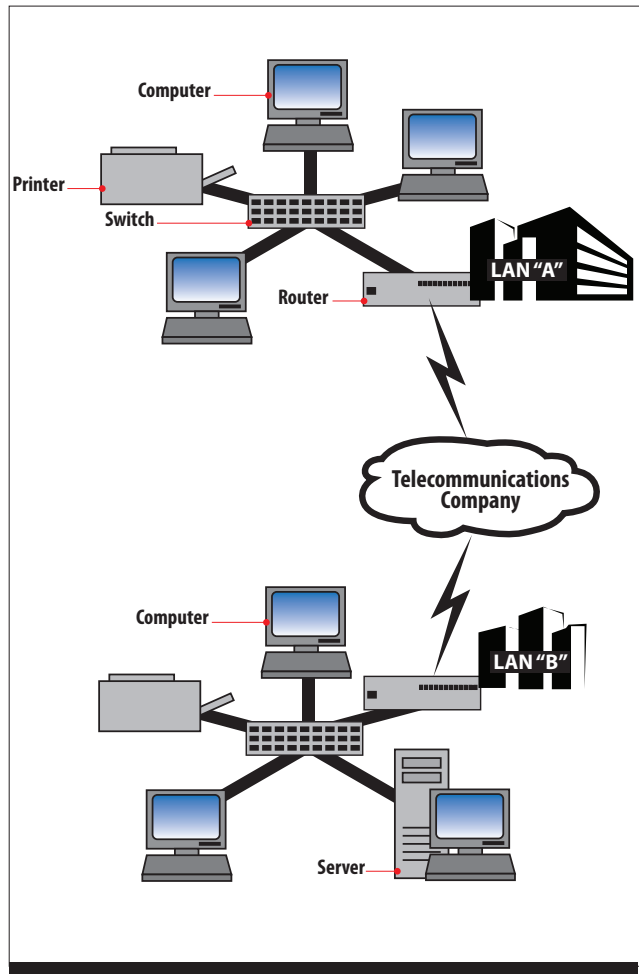 Computer
Printer
Switch
LAN “A”
Router
Telecommunications
Company
Computer
LAN “B”
Server